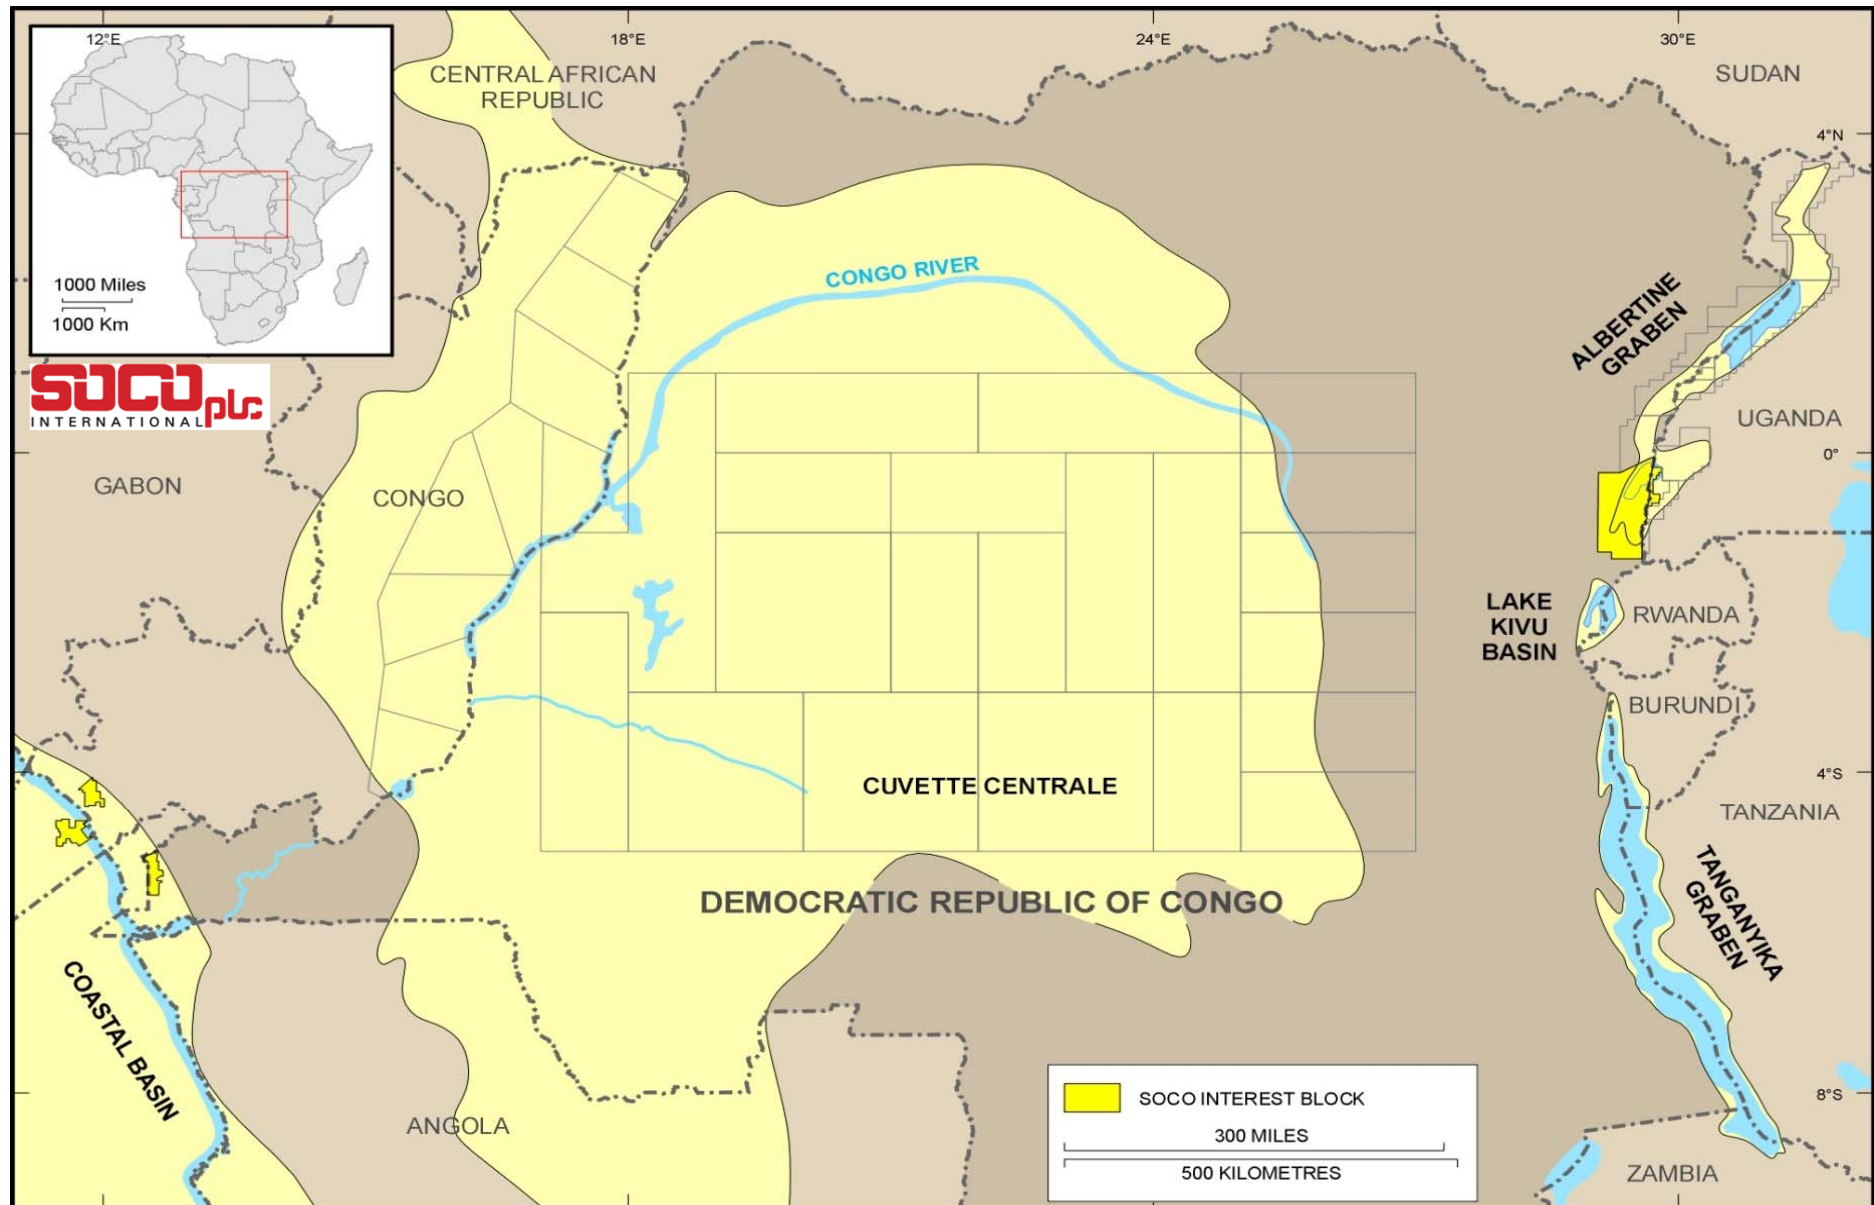 12°E
18°E
24°E
30°E
CENTRAL AFRICAN
REPUBLIC
SUDAN
4°N
CONGO RIVER
1000 Miles
1000 Km
ALBERTINE
GRABEN
SOCO plc
INTERNATIONAL
UGANDA
0°
GABON
CONGO
LAKE
KIVU
BASIN
RWANDA
BURUNDI
4°S
CUVETTE CENTRALE
TANZANIA
DEMOCRATIC REPUBLIC OF CONGO
TANGANYIKA
GRABEN
COASTAL BASIN
ANGOLA
SOCO INTEREST BLOCK
300 MILES
500 KILOMETRES
8°S
ZAMBIA